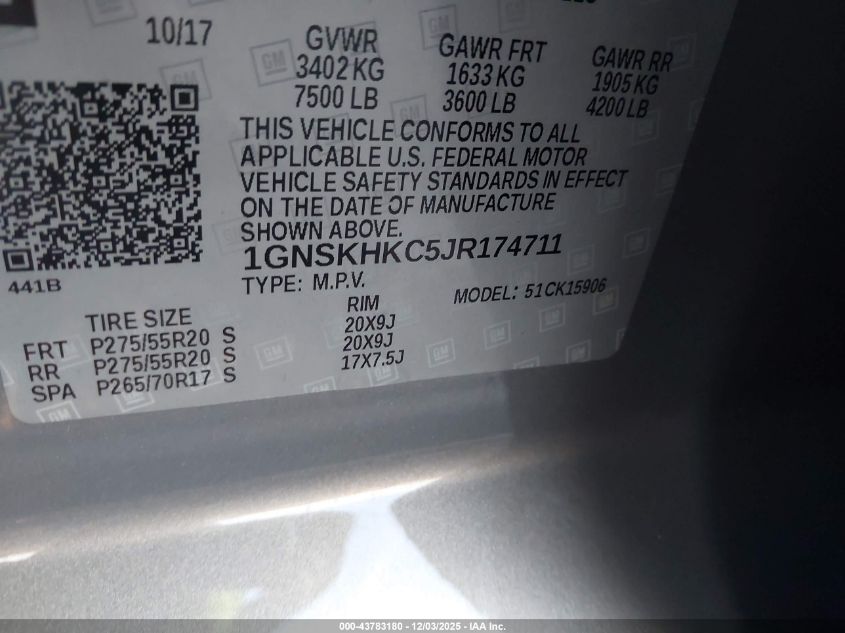 10/17
GVWR
3402 KG
7500 LB
GAWR FRT
1633 KG
3600 LB
GAWR RR
1905 KG
4200 LB
THIS VEHICLE CONFORMS TO ALL
APPLICABLE U.S. FEDERAL MOTOR
VEHICLE SAFETY STANDARDS IN EFFECT
ON THE DATE OF MANUFACTURE
SHOWN ABOVE.
1GNSKHKC5JR174711
441B
TYPE: M.P.V.
MODEL: 51CK15906
TIRE SIZE RIM
FRT P275/55R20 S 20X9J
RR P275/55R20 S 20X9J
SPA P265/70R17 S 17X7.5J
GM
000-43783180 - 12/03/2025 - IAA Inc.